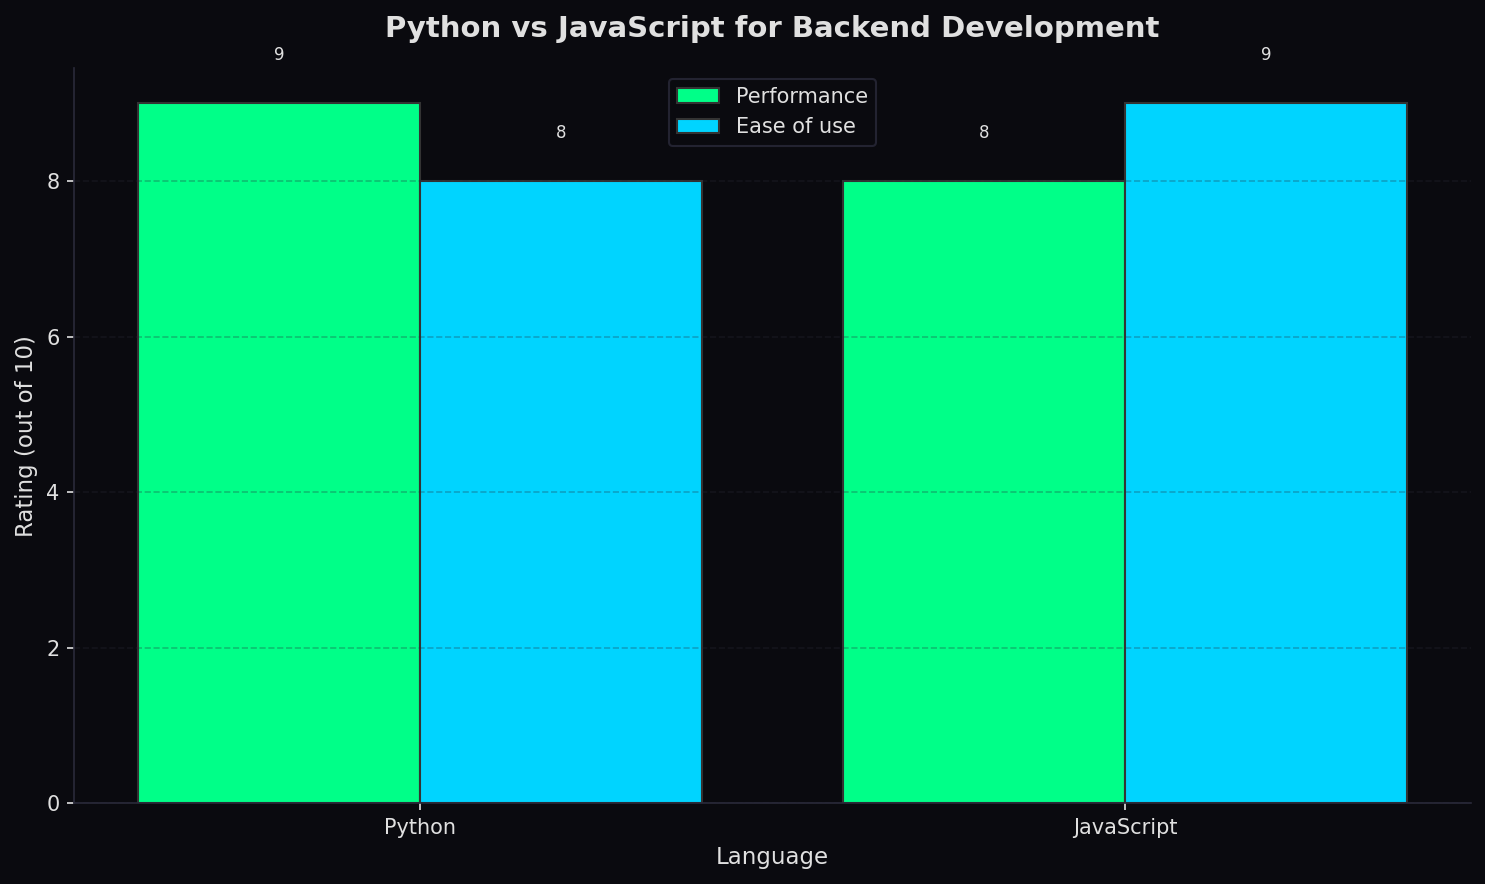 Python vs JavaScript for Backend Development
9
9
Performance
Ease of use
8
8
8
6
4
2
0
Rating (out of 10)
Python
JavaScript
Language